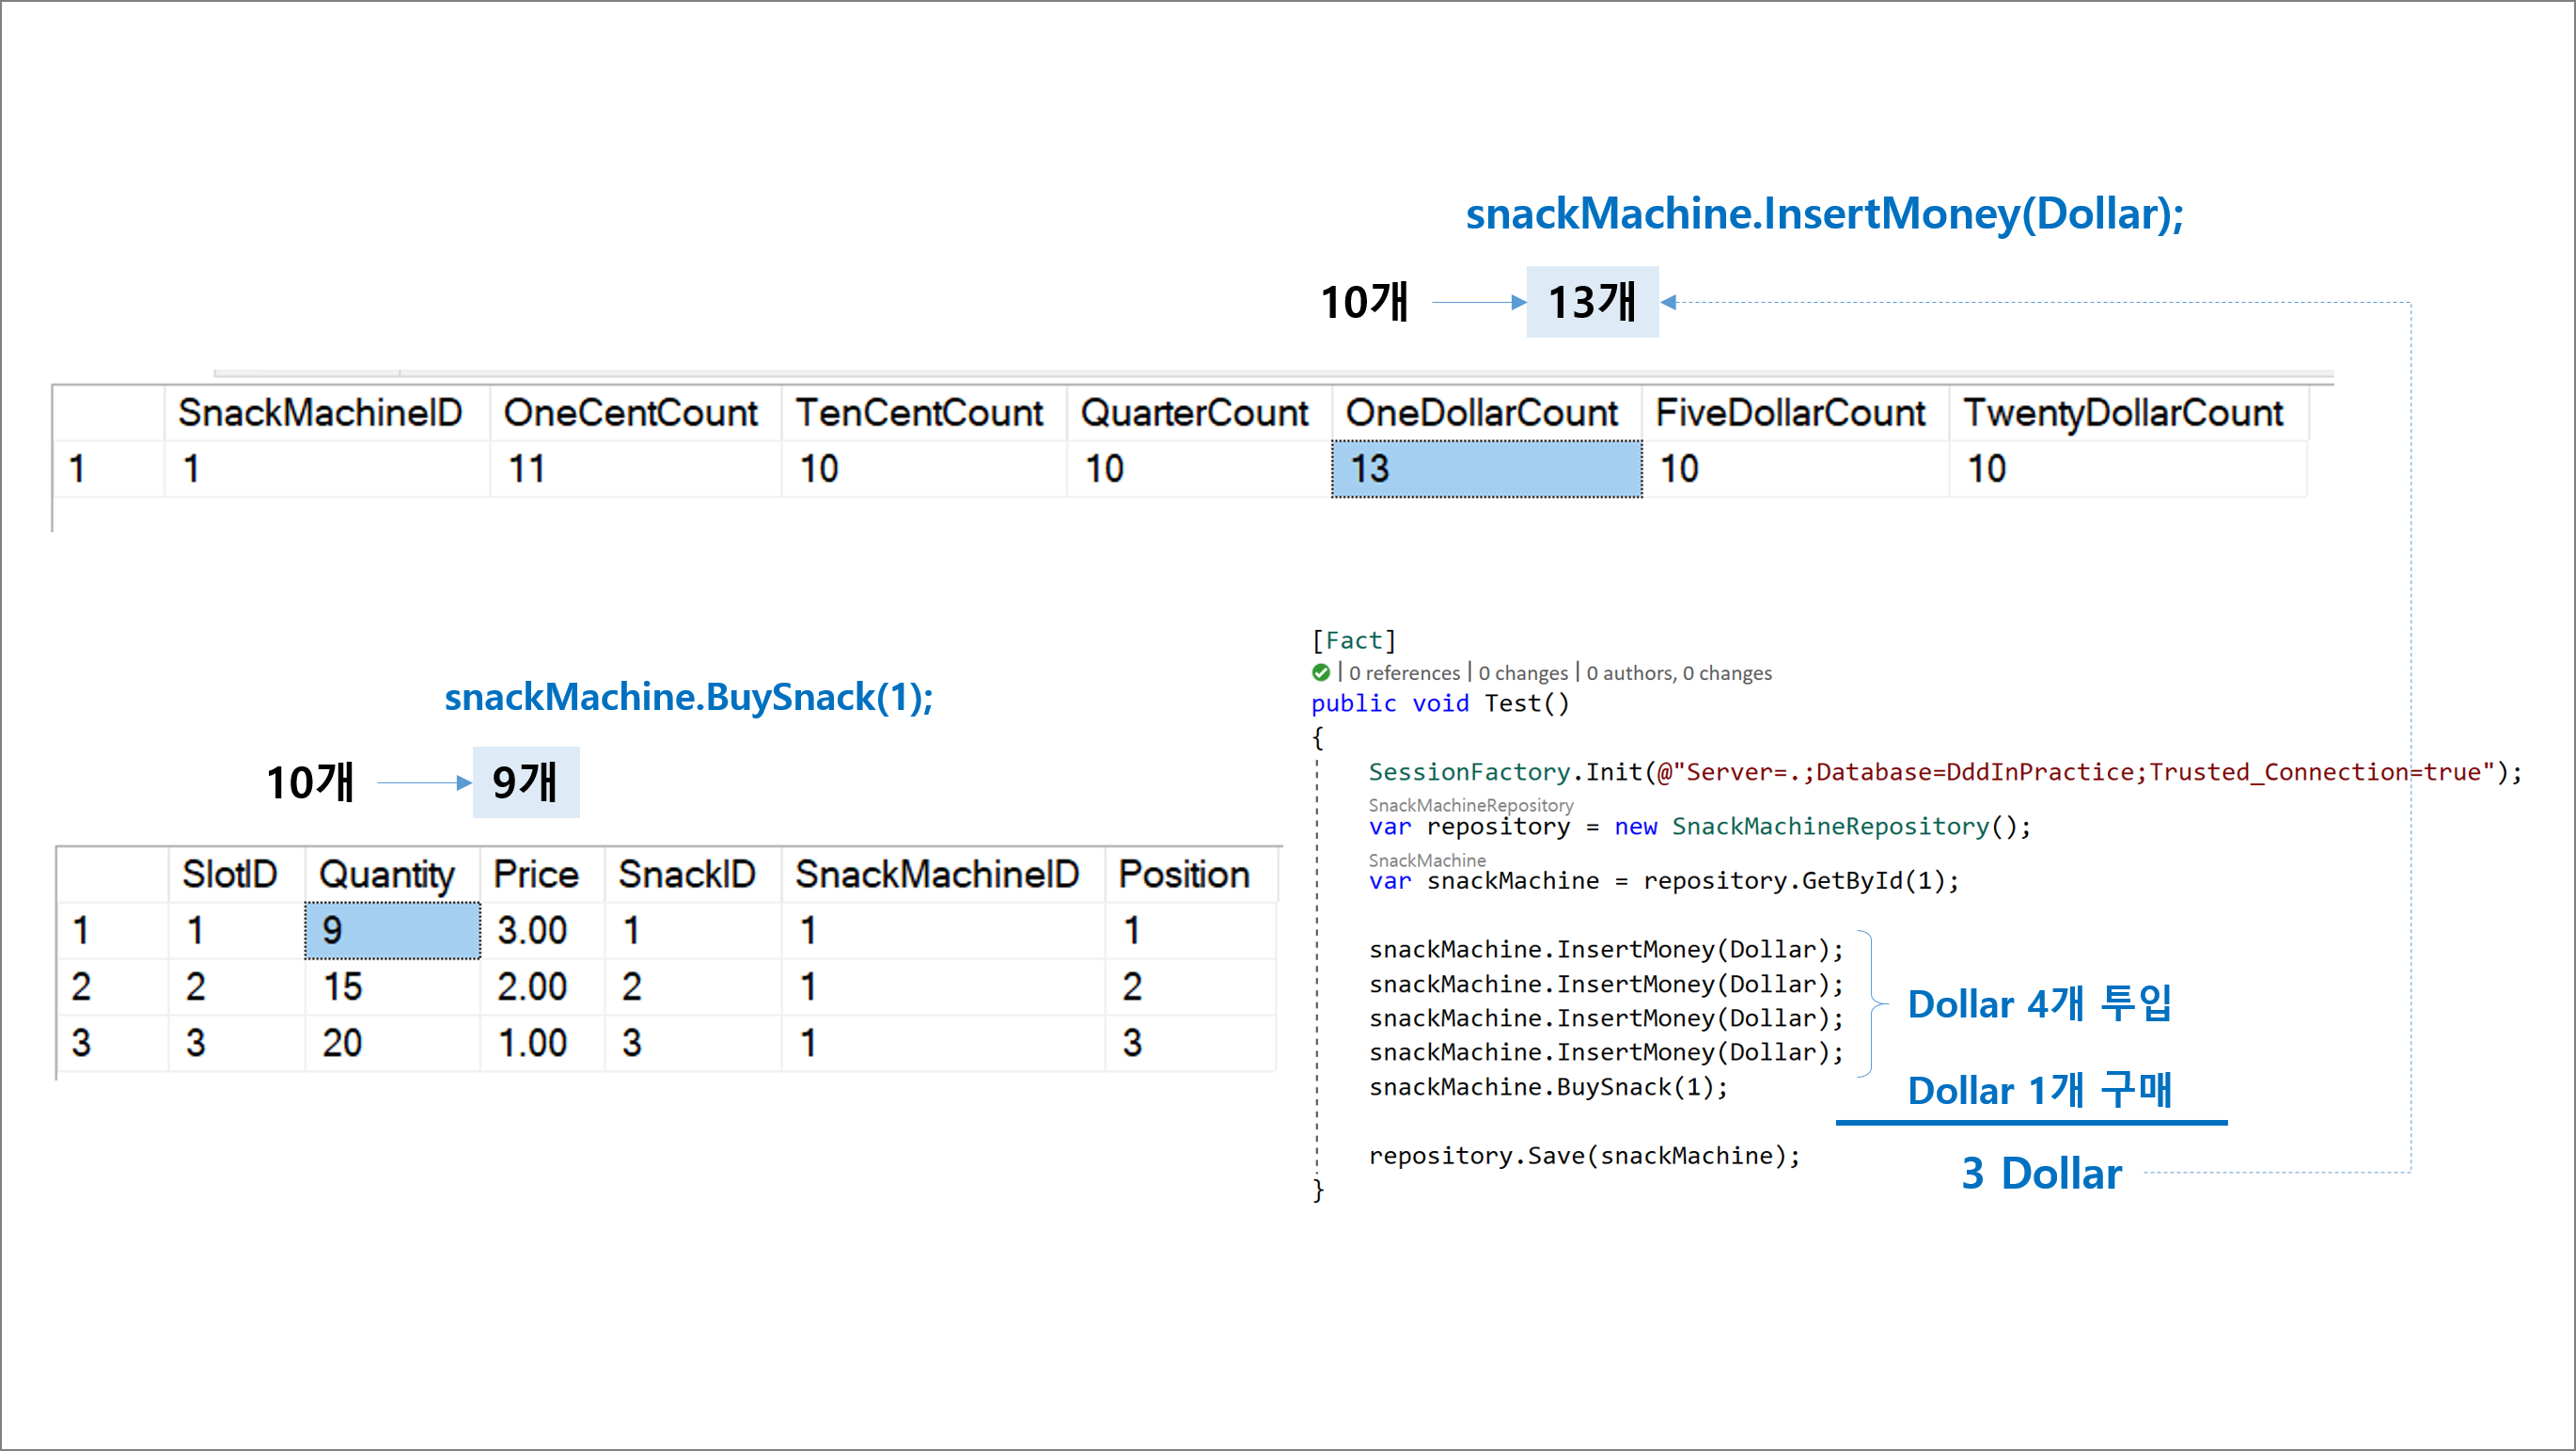 snackMachine.InsertMoney(Dollar);
10개 13개
SnackMachineID OneCentCount TenCentCount QuarterCount OneDollarCount FiveDollarCount TwentyDollarCount
1 1 11 10 10 13 10 10
snackMachine.BuySnack(1);
10개 9개
SlotID Quantity Price SnackID SnackMachineID Position
1 1 9 3.00 1 1 1
2 2 15 2.00 2 1 2
3 3 20 1.00 3 1 3
[Fact]
| 0 references | 0 changes | 0 authors, 0 changes
public void Test()
{
SessionFactory.Init(@"Server=.;Database=DddInPractice;Trusted_Connection=true");
SnackMachineRepository
var repository = new SnackMachineRepository();
SnackMachine
var snackMachine = repository.GetById(1);
snackMachine.InsertMoney(Dollar);
snackMachine.InsertMoney(Dollar);
snackMachine.InsertMoney(Dollar);
snackMachine.InsertMoney(Dollar);
snackMachine.BuySnack(1);
repository.Save(snackMachine);
}
Dollar 4개 투입
Dollar 1개 구매
3 Dollar